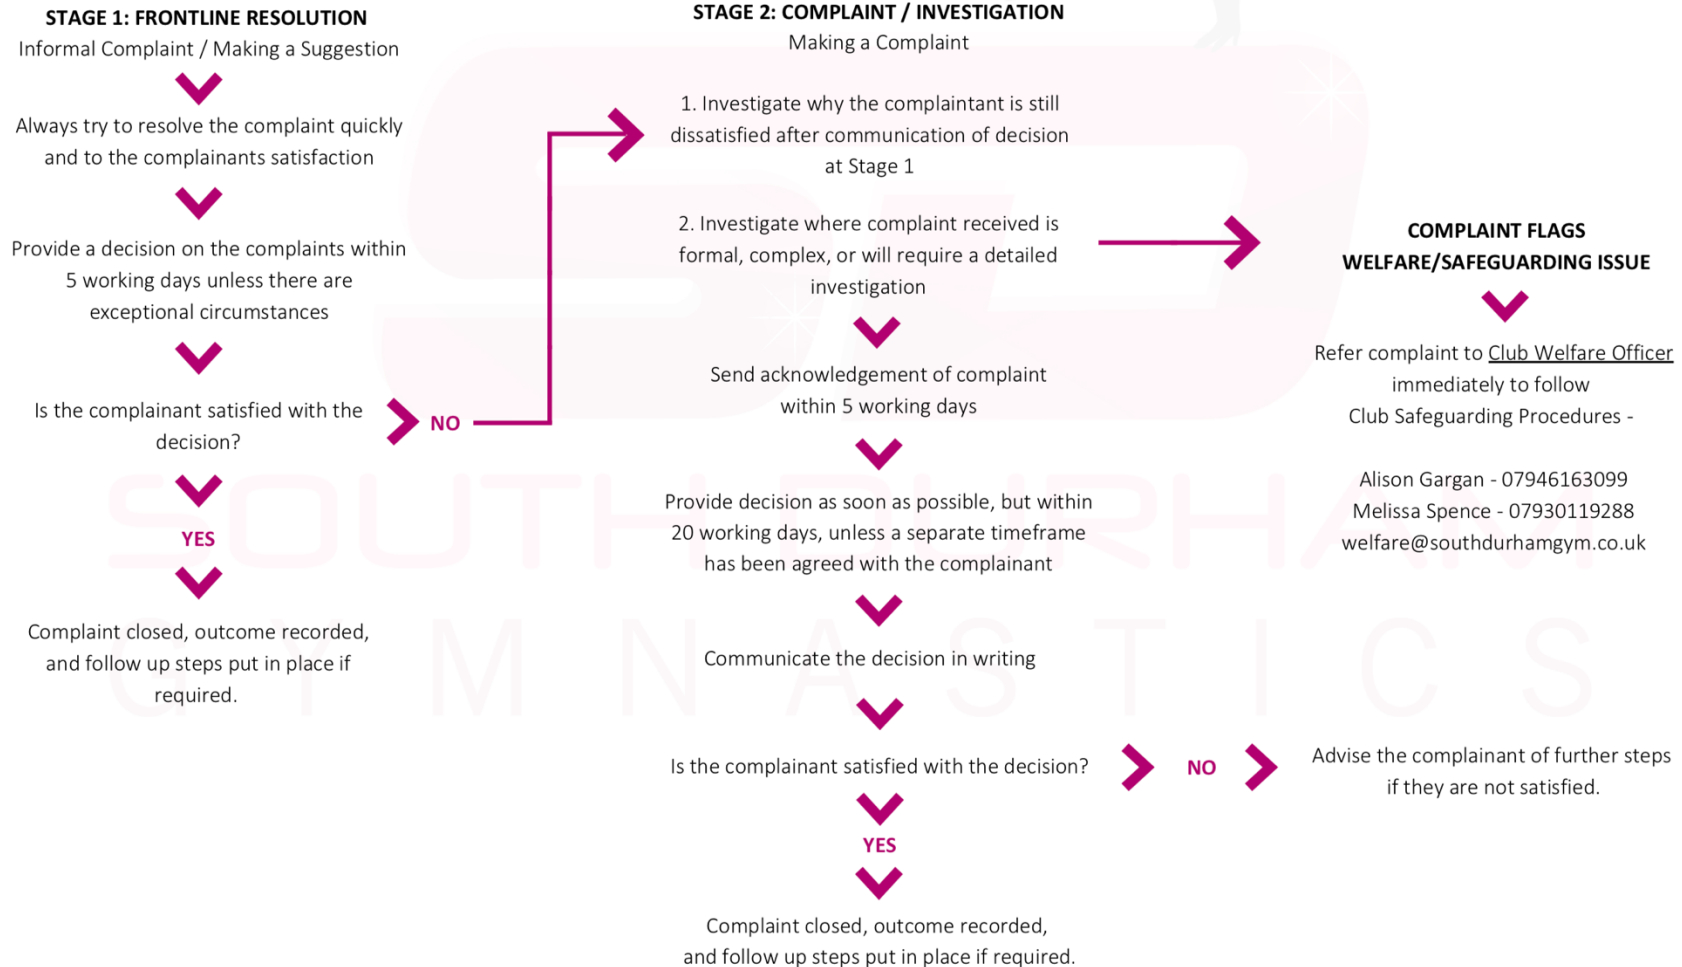 STAGE 1: FRONTLINE RESOLUTION
Informal Complaint / Making a Suggestion
Always try to resolve the complaint quickly
and to the complainants satisfaction
Provide a decision on the complaints within
5 working days unless there are
exceptional circumstances
Is the complainant satisfied with the
decision?
NO
YES
Complaint closed, outcome recorded,
and follow up steps put in place if
required.
STAGE 2: COMPLAINT / INVESTIGATION
Making a Complaint
1. Investigate why the complaintant is still
dissatisfied after communication of decision
at Stage 1
2. Investigate where complaint received is
formal, complex, or will require a detailed
investigation
Send acknowledgement of complaint
within 5 working days
Provide decision as soon as possible, but within
20 working days, unless a separate timeframe
has been agreed with the complainant
Communicate the decision in writing
Is the complainant satisfied with the decision?
NO
Advise the complainant of further steps
if they are not satisfied.
YES
Complaint closed, outcome recorded,
and follow up steps put in place if required.
COMPLAINT FLAGS
WELFARE/SAFEGUARDING ISSUE
Refer complaint to Club Welfare Officer
immediately to follow
Club Safeguarding Procedures -
Alison Gargan - 07946163099
Melissa Spence - 07930119288
welfare@southdurhamgym.co.uk
SD
SOUTH DURHAM
GYMNASTICS